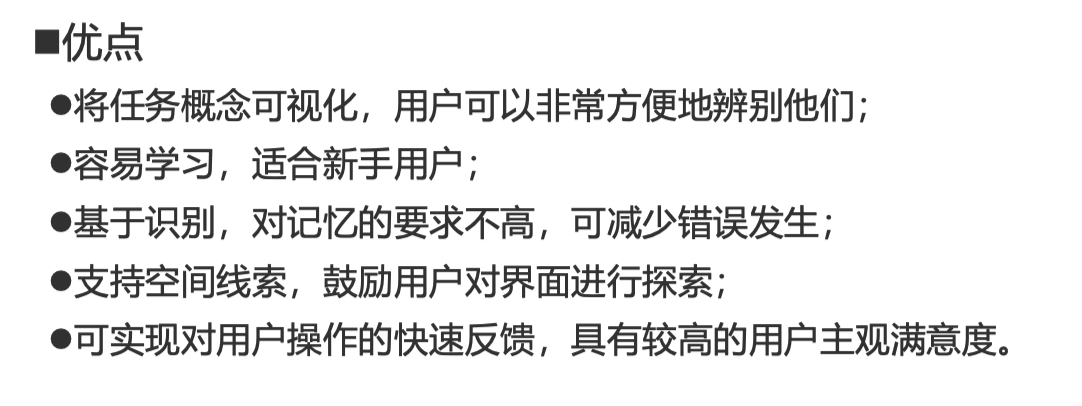 ■优点
●将任务概念可视化，用户可以非常方便地辨别他们；
●容易学习，适合新手用户；
●基于识别，对记忆的要求不高，可减少错误发生；
●支持空间线索，鼓励用户对界面进行探索；
●可实现对用户操作的快速反馈，具有较高的用户主观满意度。